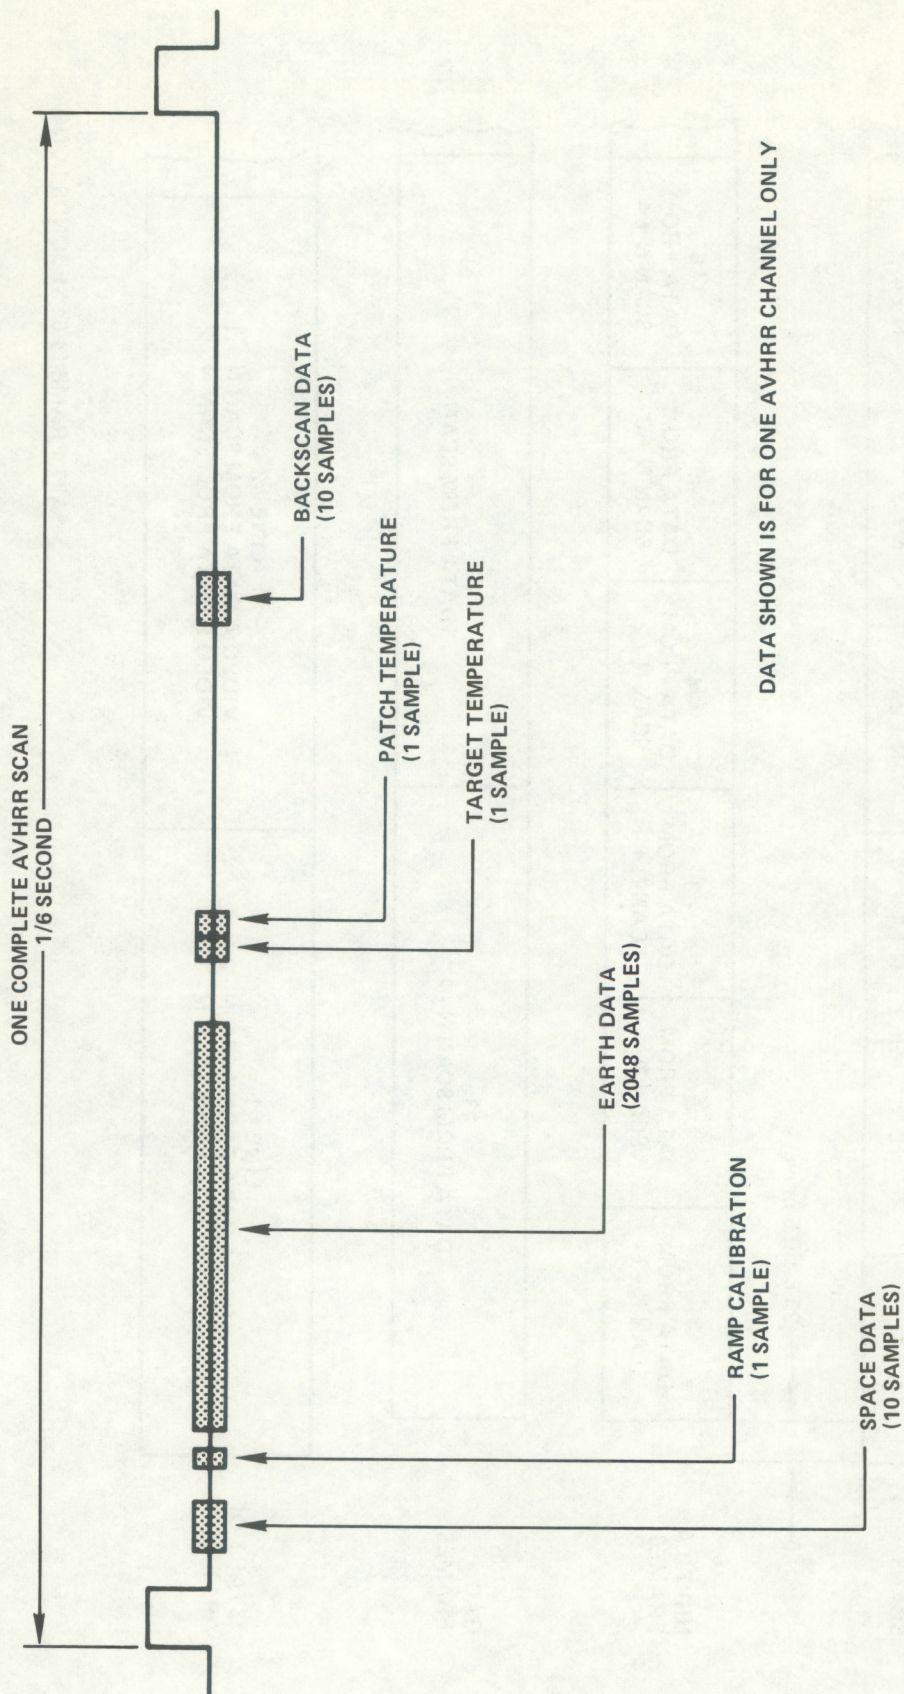 ONE COMPLETE AVHRR SCAN
1/6 SECOND
BACKSCAN DATA
(10 SAMPLES)
PATCH TEMPERATURE
(1 SAMPLE)
TARGET TEMPERATURE
(1 SAMPLE)
EARTH DATA
(2048 SAMPLES)
RAMP CALIBRATION
(1 SAMPLE)
SPACE DATA
(10 SAMPLES)
DATA SHOWN IS FOR ONE AVHRR CHANNEL ONLY